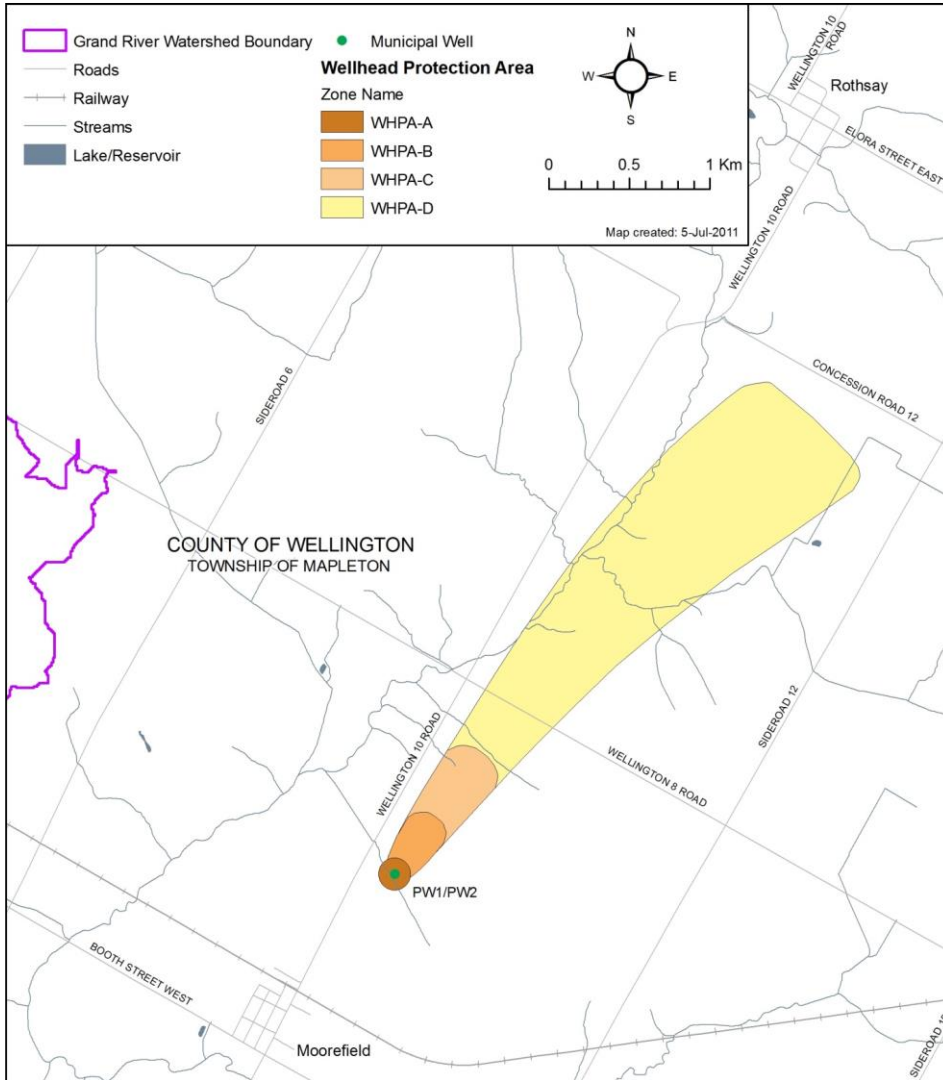 Grand River Watershed Boundary
Roads
Railway
Streams
Lake/Reservoir
Municipal Well
Wellhead Protection Area
Zone Name
WHPA-A
WHPA-B
WHPA-C
WHPA-D
N
W
E
S
0 0.5 1 Km
Map created: 5-Jul-2011
WELLINGTON 10
ROAD
Rothsay
ELORA STREET EAST
WELLINGTON 10 ROAD
SIDEROAD 6
CONCESSION ROAD 12
COUNTY OF WELLINGTON
TOWNSHIP OF MAPLETON
WELLINGTON 10 ROAD
SIDEROAD 12
WELLINGTON 8 ROAD
PW1/PW2
BOOTH STREET WEST
Moorefield